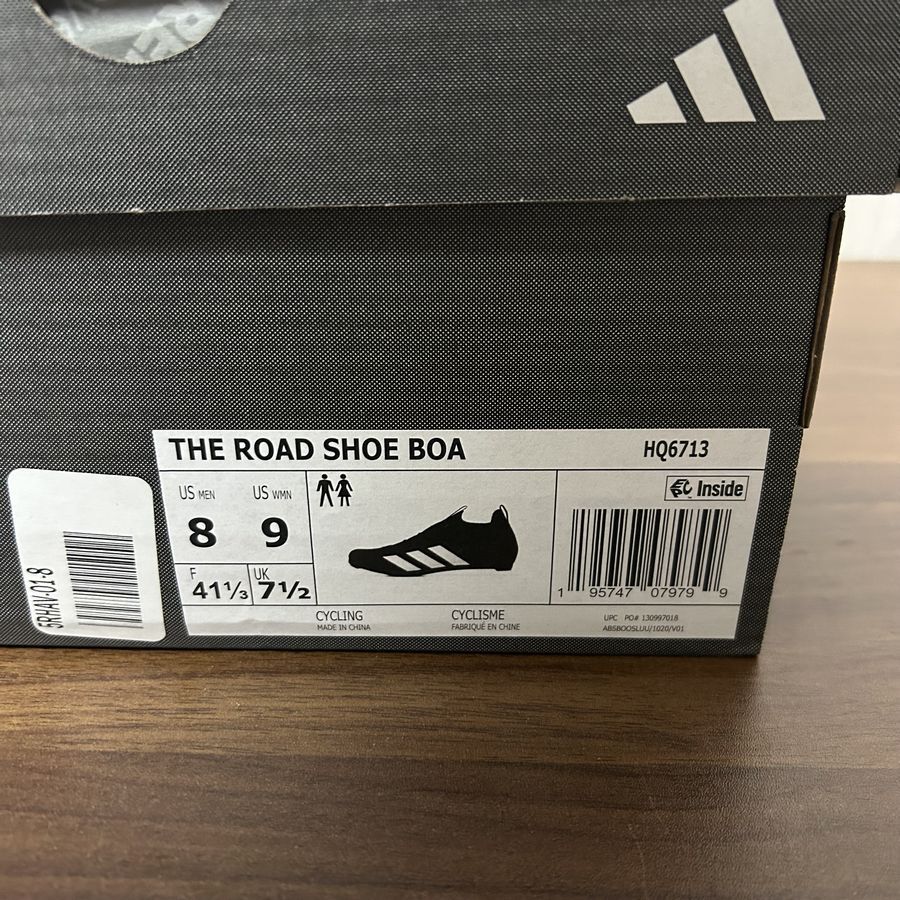 THE ROAD SHOE BOA HQ6713
US MEN US WMN
8 9
F 41⅓ UK 7½
Inside
1 95747 07979 9
CYCLING CYCLISME
MADE IN CHINA FABRIQUÉ EN CHINE
UPC PO# 130997018